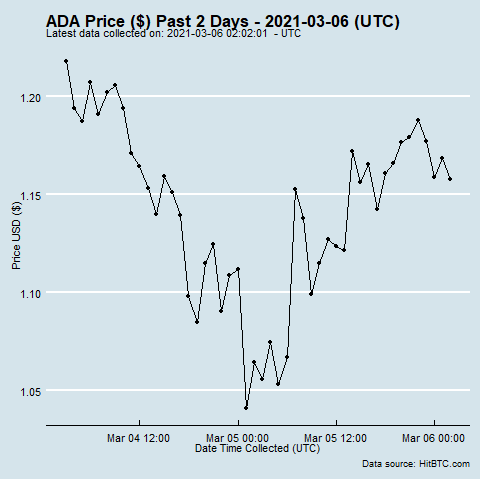 ADA Price ($) Past 2 Days - 2021-03-06 (UTC)
Latest data collected on: 2021-03-06 02:02:01 - UTC
1.20
1.15
Price USD ($)
1.10
1.05
Mar 04 12:00 Mar 05 00:00 Mar 05 12:00 Mar 06 00:00
Date Time Collected (UTC)
Data source: HitBTC.com